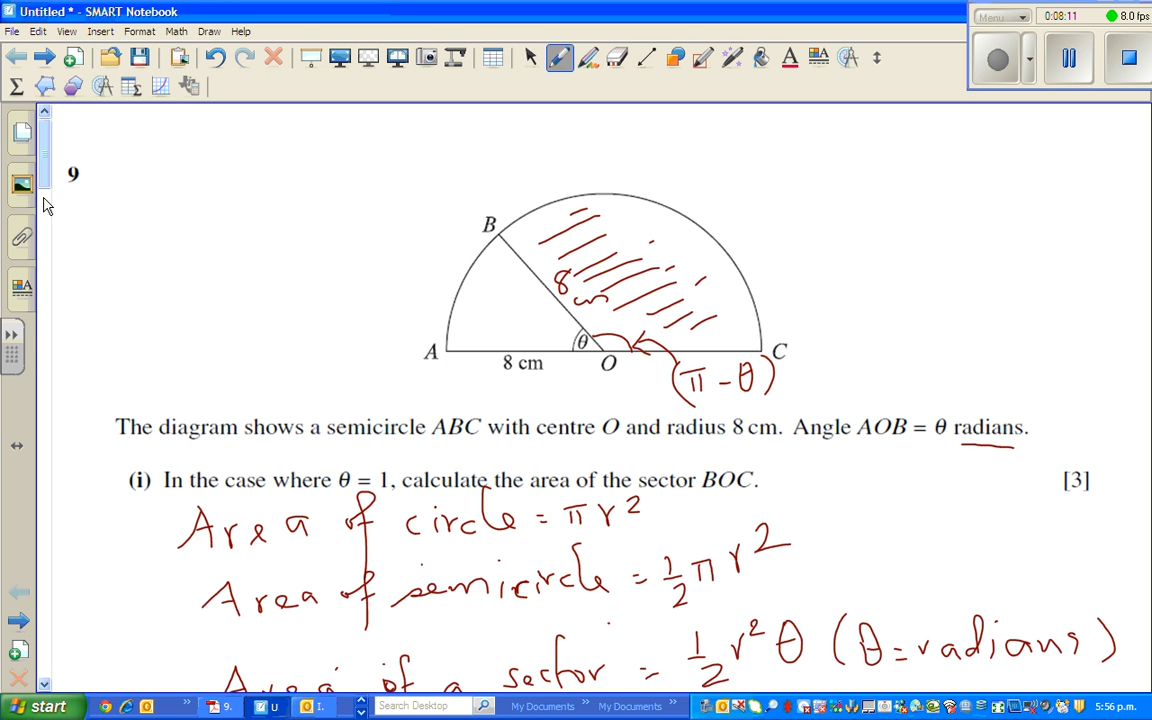 Untitled * - SMART Notebook
Menu
00:08:11
8.0 fps
File Edit View Insert Format Math Draw Help
9
B
8
cm
θ
A
8 cm
O
C
(π - θ)
The diagram shows a semicircle ABC with centre O and radius 8 cm. Angle AOB = θ radians.
(i) In the case where θ = 1, calculate the area of the sector BOC. [3]
Area of circle = πr²
Area of semicircle = ½πr²
Area of a sector = ½r²θ (θ=radians)
start
9.
U
I.
Search Desktop
My Documents
My Documents
5:56 p.m.